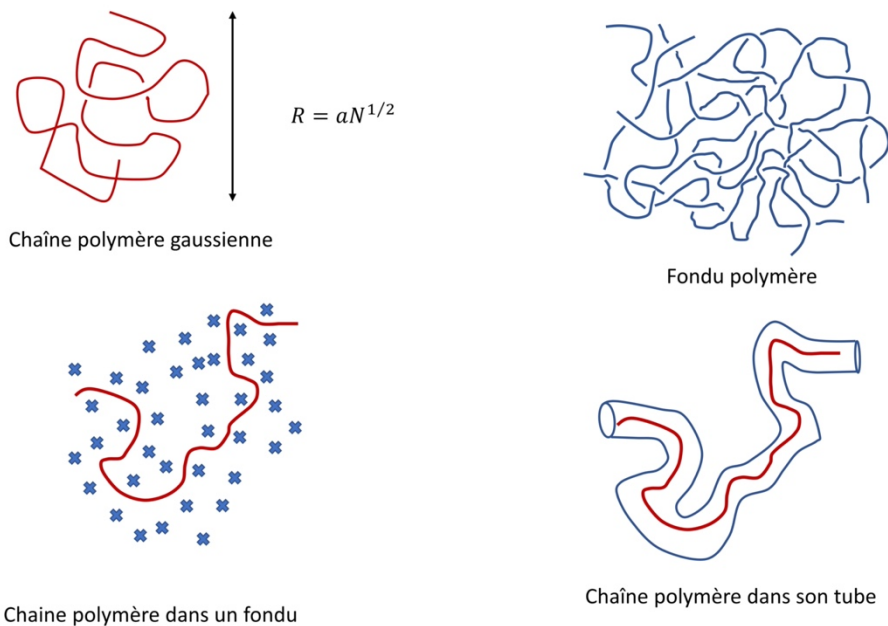 R = aN^{1/2}
Chaîne polymère gaussienne
Fondu polymère
Chaine polymère dans un fondu
Chaîne polymère dans son tube